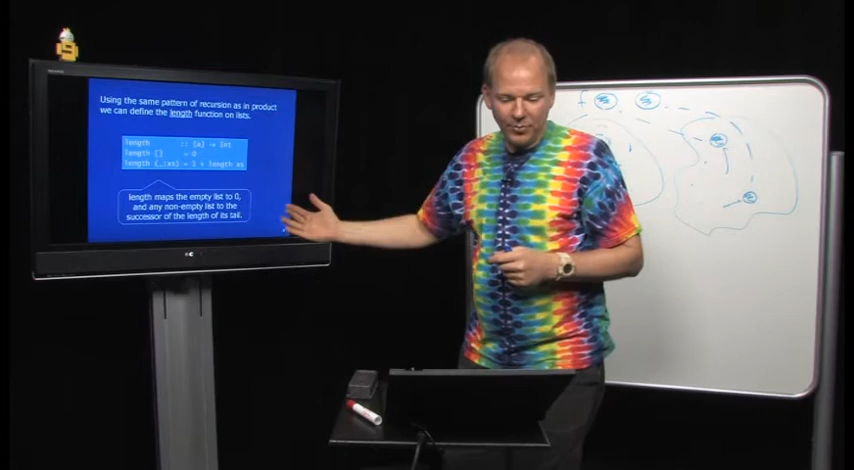 Using the same pattern of recursion as in product
we can define the length function on lists.
length :: [a] → Int
length [] = 0
length (_:xs) = 1 + length xs
length maps the empty list to 0,
and any non-empty list to the
successor of the length of its tail.
9
f